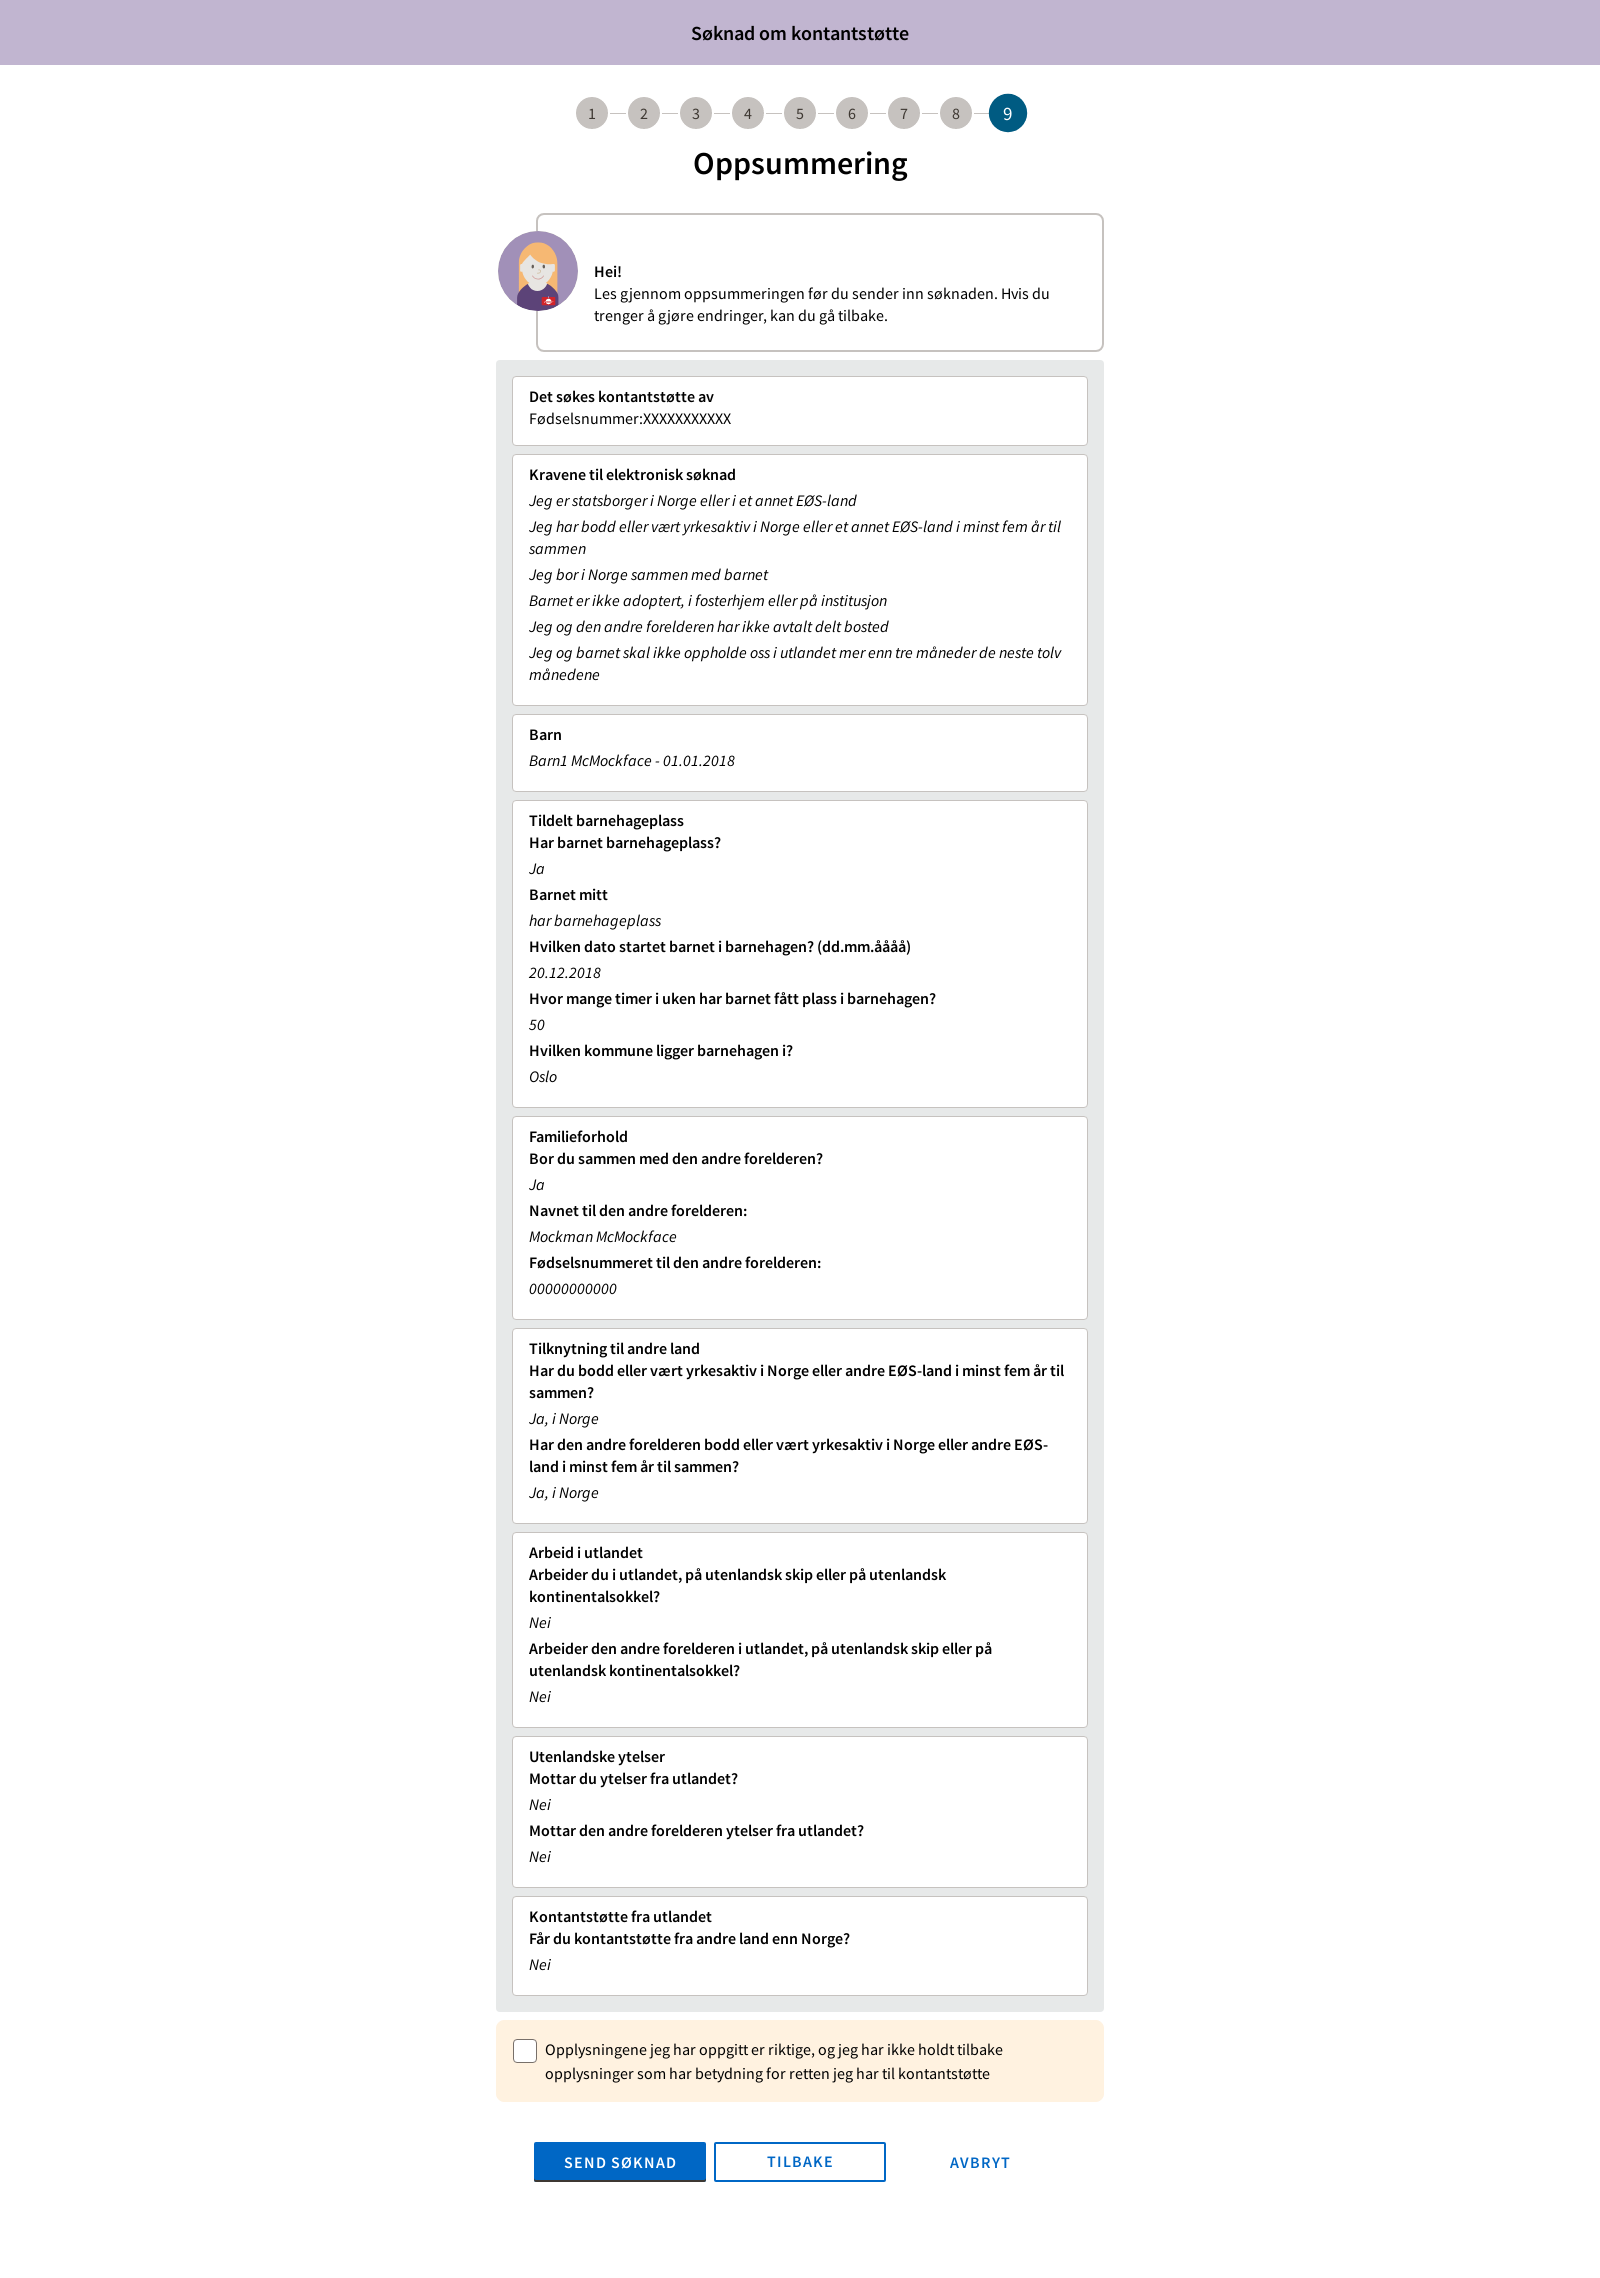 Søknad om kontantstøtte
1 2 3 4 5 6 7 8 9
Oppsummering
Hei!
Les gjennom oppsummeringen før du sender inn søknaden. Hvis du
trenger å gjøre endringer, kan du gå tilbake.
Det søkes kontantstøtte av
Fødselsnummer:XXXXXXXXXXX
Kravene til elektronisk søknad
Jeg er statsborger i Norge eller i et annet EØS-land
Jeg har bodd eller vært yrkesaktiv i Norge eller et annet EØS-land i minst fem år til
sammen
Jeg bor i Norge sammen med barnet
Barnet er ikke adoptert, i fosterhjem eller på institusjon
Jeg og den andre forelderen har ikke avtalt delt bosted
Jeg og barnet skal ikke oppholde oss i utlandet mer enn tre måneder de neste tolv
månedene
Barn
Barn1 McMockface - 01.01.2018
Tildelt barnehageplass
Har barnet barnehageplass?
Ja
Barnet mitt
har barnehageplass
Hvilken dato startet barnet i barnehagen? (dd.mm.åååå)
20.12.2018
Hvor mange timer i uken har barnet fått plass i barnehagen?
50
Hvilken kommune ligger barnehagen i?
Oslo
Familieforhold
Bor du sammen med den andre forelderen?
Ja
Navnet til den andre forelderen:
Mockman McMockface
Fødselsnummeret til den andre forelderen:
00000000000
Tilknytning til andre land
Har du bodd eller vært yrkesaktiv i Norge eller andre EØS-land i minst fem år til
sammen?
Ja, i Norge
Har den andre forelderen bodd eller vært yrkesaktiv i Norge eller andre EØS-
land i minst fem år til sammen?
Ja, i Norge
Arbeid i utlandet
Arbeider du i utlandet, på utenlandsk skip eller på utenlandsk
kontinentalsokkel?
Nei
Arbeider den andre forelderen i utlandet, på utenlandsk skip eller på
utenlandsk kontinentalsokkel?
Nei
Utenlandske ytelser
Mottar du ytelser fra utlandet?
Nei
Mottar den andre forelderen ytelser fra utlandet?
Nei
Kontantstøtte fra utlandet
Får du kontantstøtte fra andre land enn Norge?
Nei
Opplysningene jeg har oppgitt er riktige, og jeg har ikke holdt tilbake
opplysninger som har betydning for retten jeg har til kontantstøtte
SEND SØKNAD TILBAKE AVBRYT